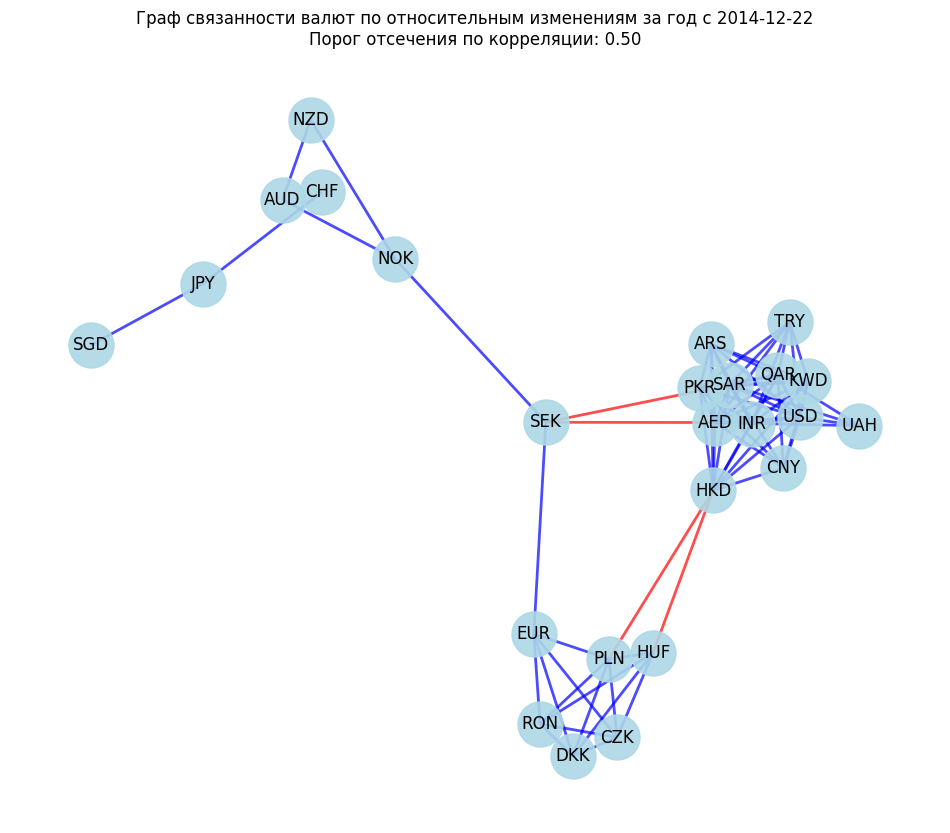 Граф связанности валют по относительным изменениям за год с 2014-12-22
Порог отсечения по корреляции: 0.50
NZD
CHF
AUD
NOK
JPY
SGD
TRY
ARS
QAR
KWD
SAR
PKR
USD
SEK
AED
INR
UAH
CNY
HKD
EUR
HUF
PLN
RON
CZK
DKK